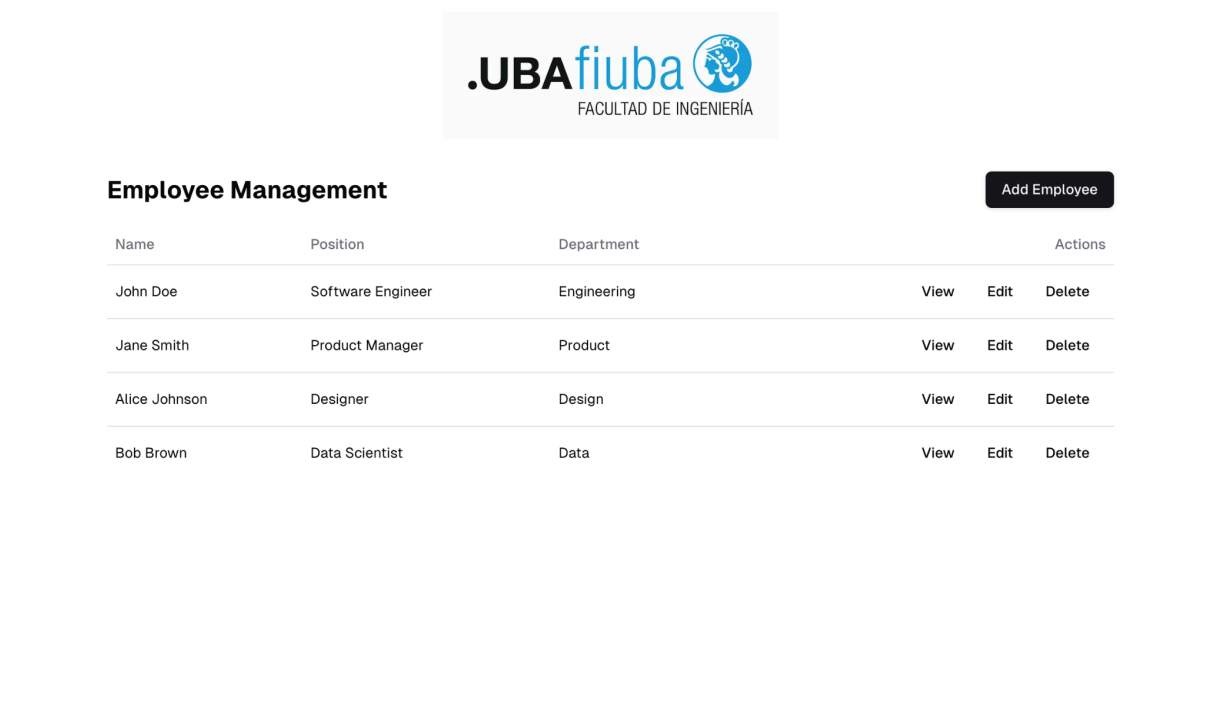 .UBAfiuba
FACULTAD DE INGENIERÍA
Employee Management
Add Employee
Name Position Department Actions
John Doe Software Engineer Engineering View Edit Delete
Jane Smith Product Manager Product View Edit Delete
Alice Johnson Designer Design View Edit Delete
Bob Brown Data Scientist Data View Edit Delete